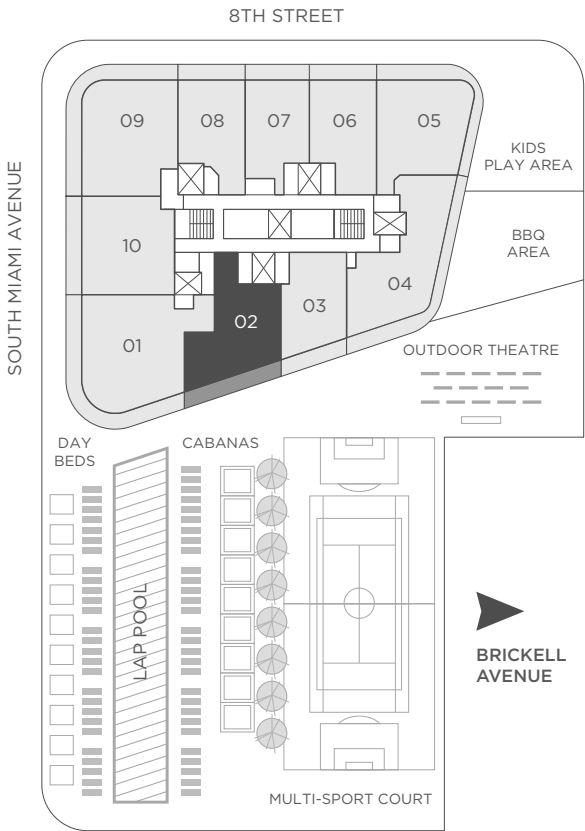 8TH STREET
SOUTH MIAMI AVENUE
09
08
07
06
05
KIDS
PLAY AREA
10
BBQ
AREA
04
03
02
01
OUTDOOR THEATRE
DAY
BEDS
CABANAS
LAP POOL
BRICKELL
AVENUE
MULTI-SPORT COURT